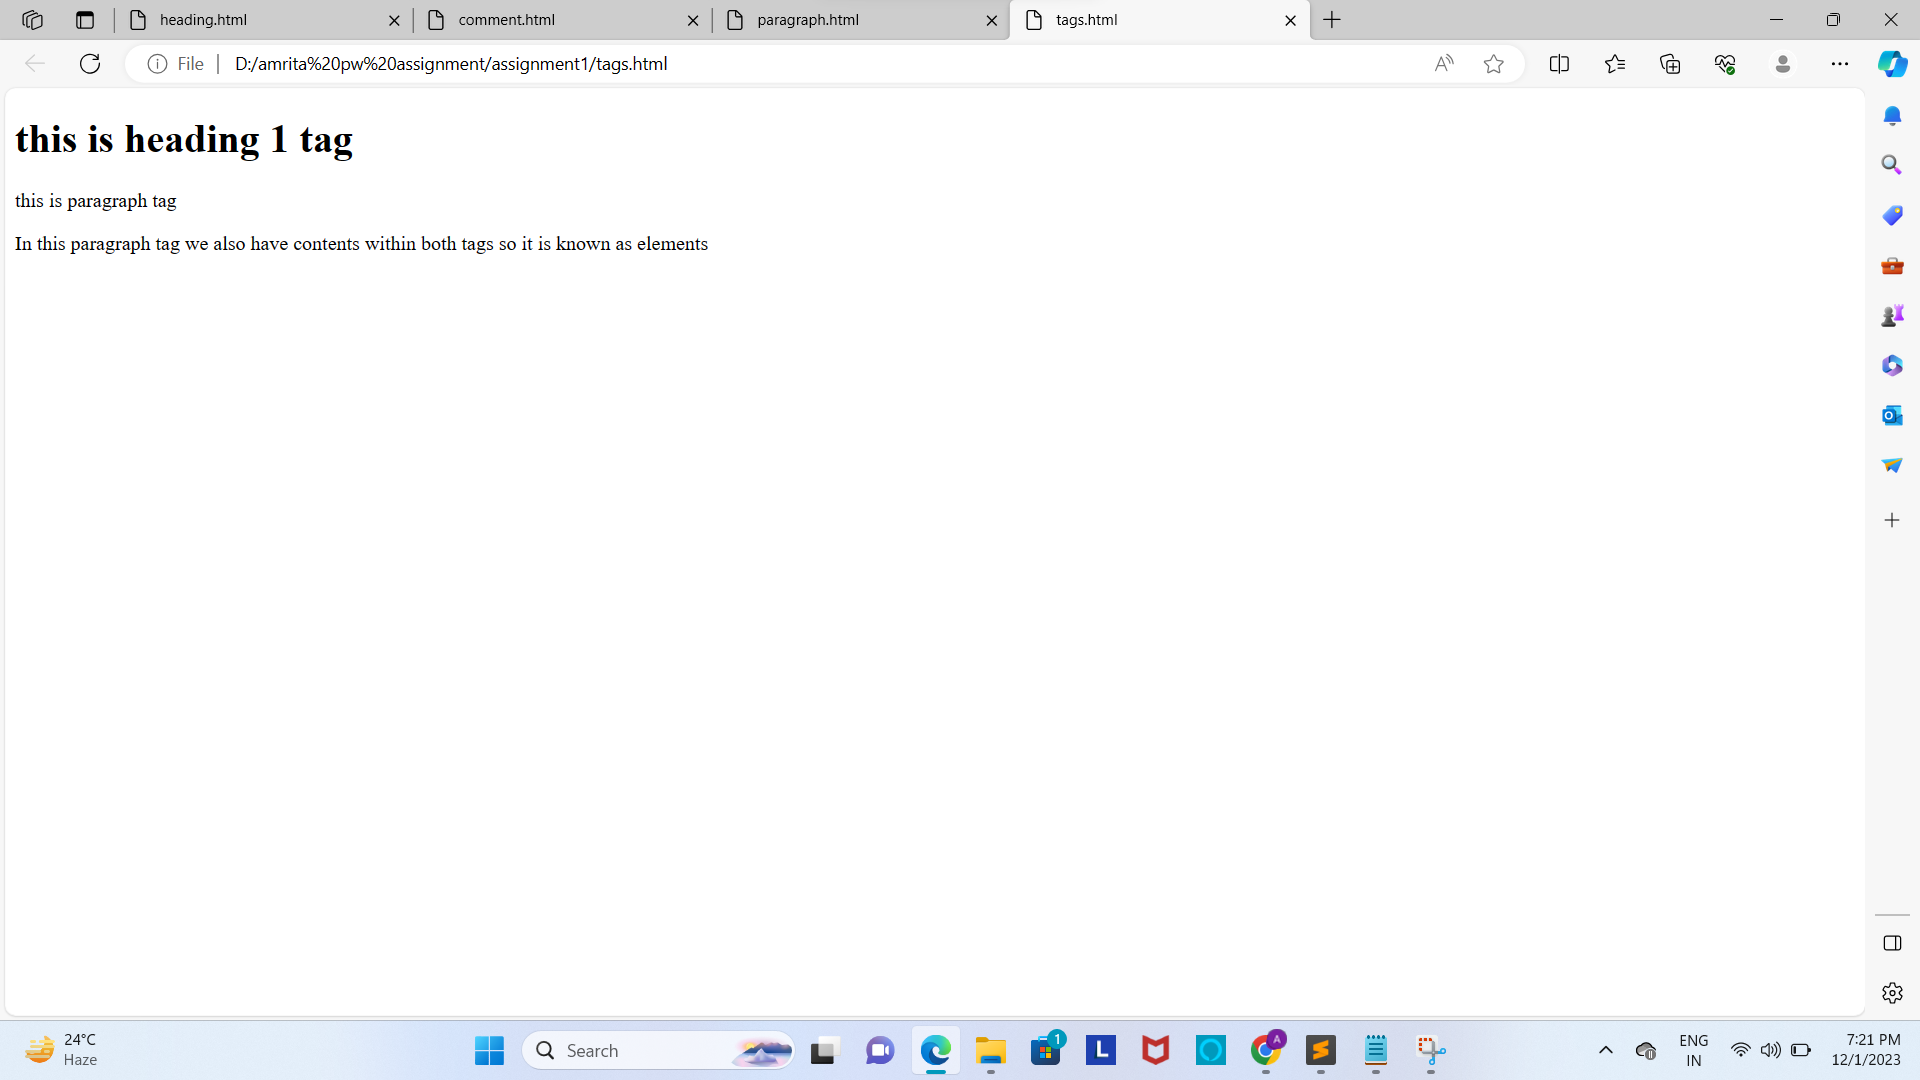 heading.html
comment.html
paragraph.html
tags.html
File
D:/amrita%20pw%20assignment/assignment1/tags.html
this is heading 1 tag
this is paragraph tag
In this paragraph tag we also have contents within both tags so it is known as elements
24°C
Haze
Search
1
L
A
ENG
IN
7:21 PM
12/1/2023